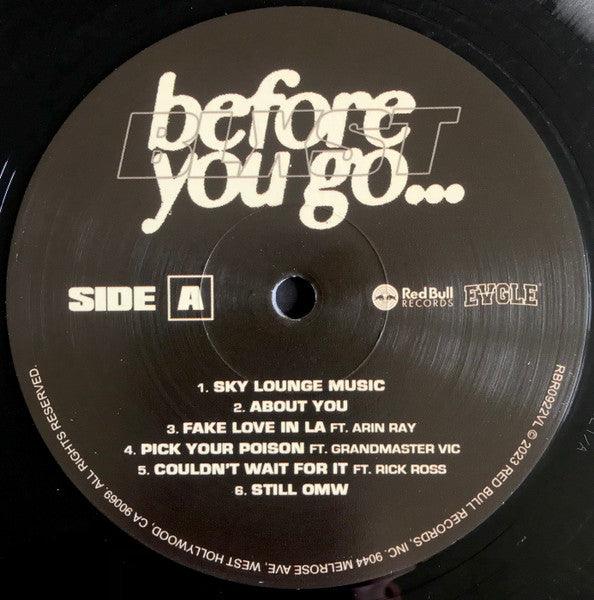 before
BLXST
you go...
SIDE A
Red Bull
RECORDS
EVGLE
1. SKY LOUNGE MUSIC
2. ABOUT YOU
3. FAKE LOVE IN LA FT. ARIN RAY
4. PICK YOUR POISON FT. GRANDMASTER VIC
5. COULDN'T WAIT FOR IT FT. RICK ROSS
6. STILL OMW
RBR0922VL © 2023 RED BULL RECORDS, INC. 9044 MELROSE AVE, WEST HOLLYWOOD, CA 90069. ALL RIGHTS RESERVED.